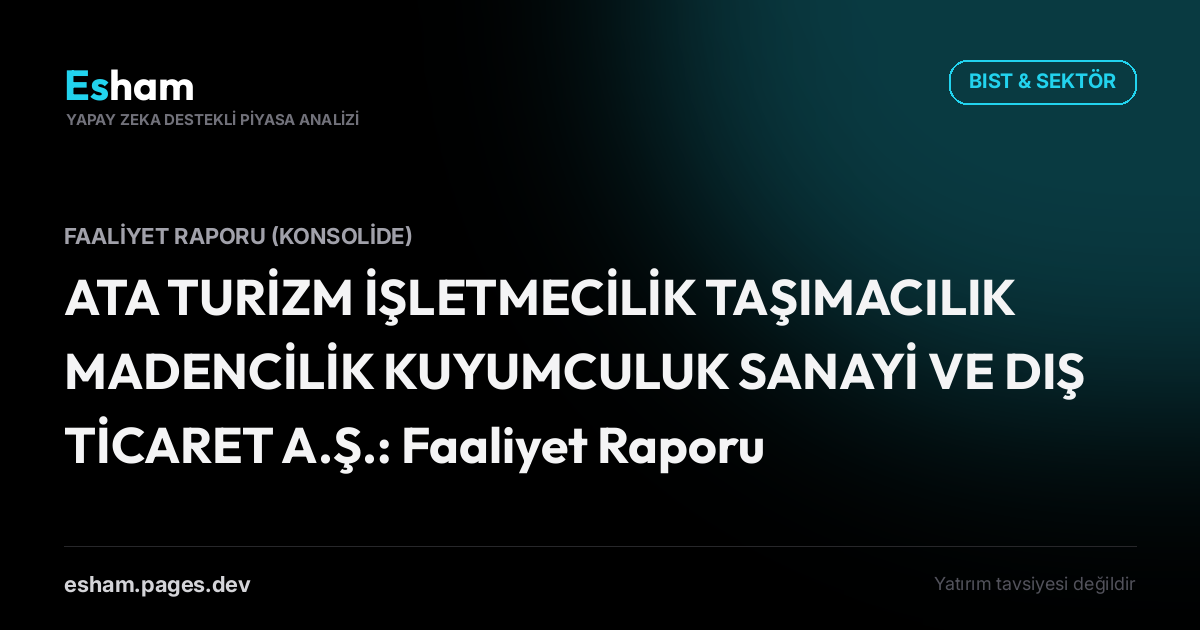 Esham
BIST & SEKTÖR
YAPAY ZEKA DESTEKLİ PİYASA ANALİZİ
FAALİYET RAPORU (KONSOLİDE)
ATA TURİZM İŞLETMECİLİK TAŞIMACILIK
MADENCİLİK KUYUMCULUK SANAYİ VE DIŞ
TİCARET A.Ş.: Faaliyet Raporu
esham.pages.dev
Yatırım tavsiyesi değildir